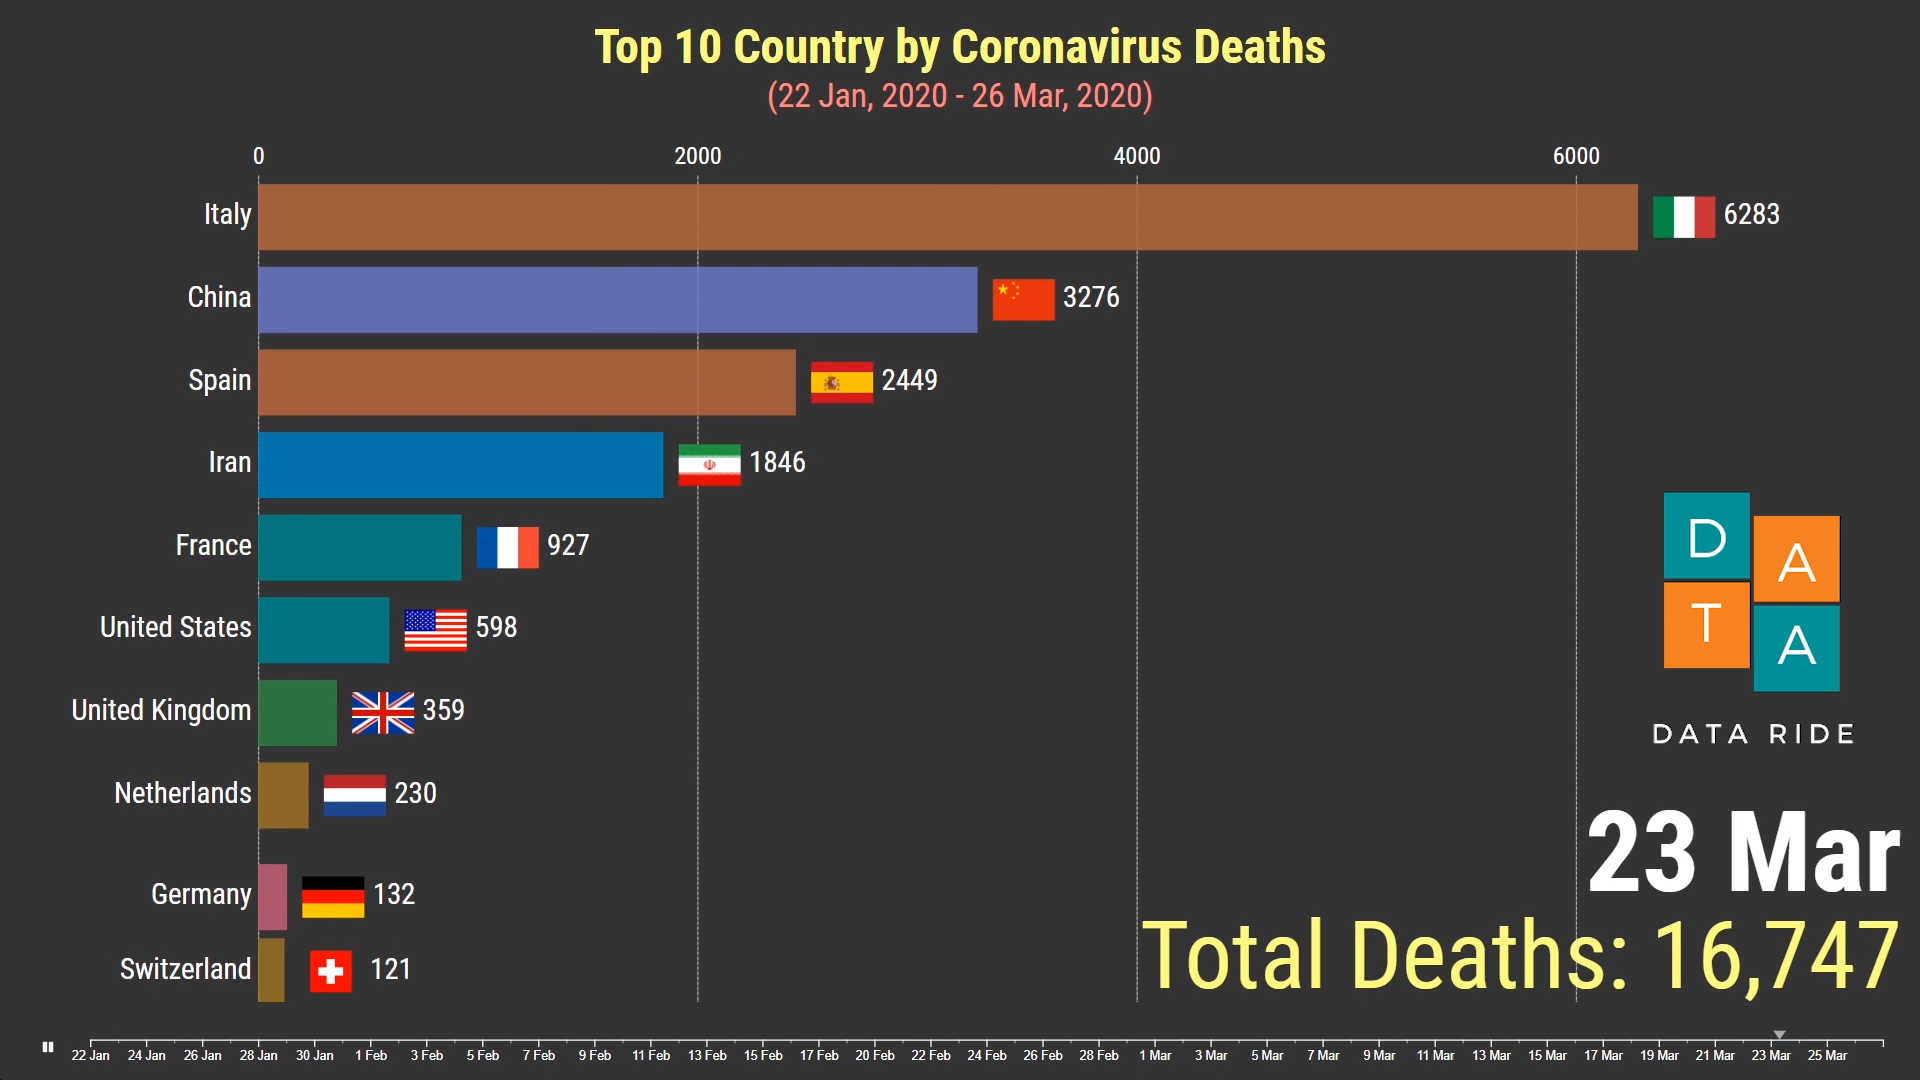 Top 10 Country by Coronavirus Deaths
(22 Jan, 2020 - 26 Mar, 2020)
0 2000 4000 6000
Italy 6283
China 3276
Spain 2449
Iran 1846
France 927
United States 598
United Kingdom 359
Netherlands 230
Germany 132
Switzerland 121
D A
T A
DATA RIDE
23 Mar
Total Deaths: 16,747
22 Jan 24 Jan 26 Jan 28 Jan 30 Jan 1 Feb 3 Feb 5 Feb 7 Feb 9 Feb 11 Feb 13 Feb 15 Feb 17 Feb 20 Feb 22 Feb 24 Feb 26 Feb 28 Feb 1 Mar 3 Mar 5 Mar 7 Mar 9 Mar 11 Mar 13 Mar 15 Mar 17 Mar 19 Mar 21 Mar 23 Mar 25 Mar